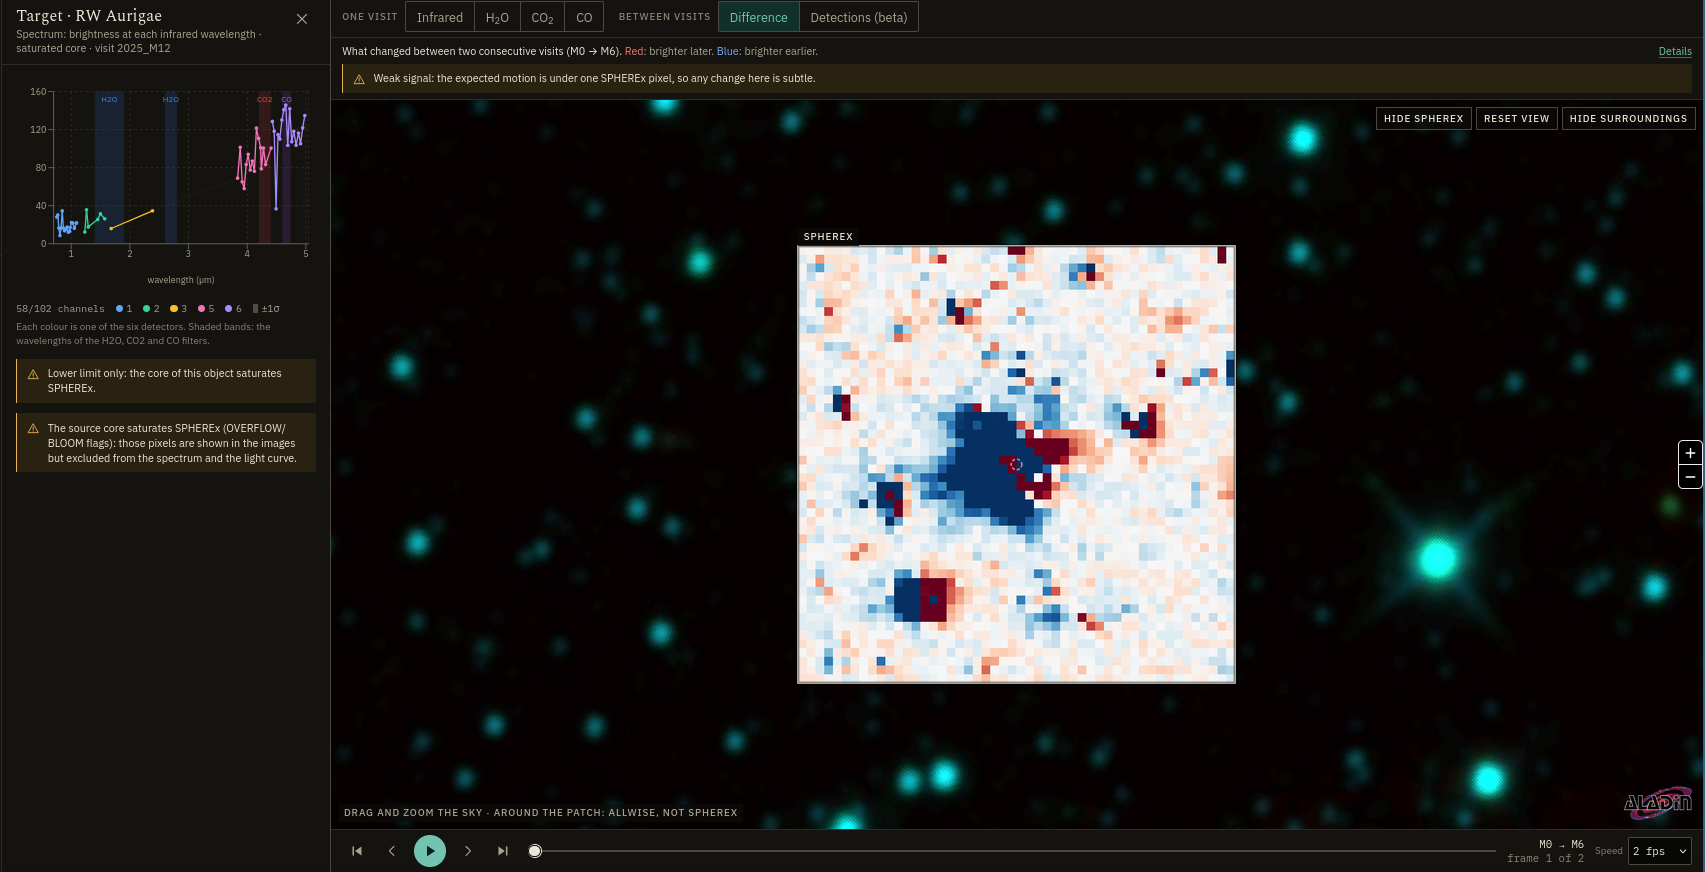 Target · RW Aurigae
Spectrum: brightness at each infrared wavelength ·
saturated core · visit 2025_M12
160
120
80
40
0
H2O
H2O
CO2
CO
1
2
3
4
5
wavelength (μm)
58/102 channels 1 2 3 5 6 ±1σ
Each colour is one of the six detectors. Shaded bands: the
wavelengths of the H2O, CO2 and CO filters.
Lower limit only: the core of this object saturates
SPHEREx.
The source core saturates SPHEREx (OVERFLOW/
BLOOM flags): those pixels are shown in the images
but excluded from the spectrum and the light curve.
ONE VISIT Infrared H₂O CO₂ CO BETWEEN VISITS Difference Detections (beta)
What changed between two consecutive visits (M0 → M6). Red: brighter later. Blue: brighter earlier. Details
Weak signal: the expected motion is under one SPHEREx pixel, so any change here is subtle.
HIDE SPHEREX RESET VIEW HIDE SURROUNDINGS
SPHEREX
+
−
DRAG AND ZOOM THE SKY · AROUND THE PATCH: ALLWISE, NOT SPHEREX
ALADIN
M0 → M6
frame 1 of 2
Speed 2 fps